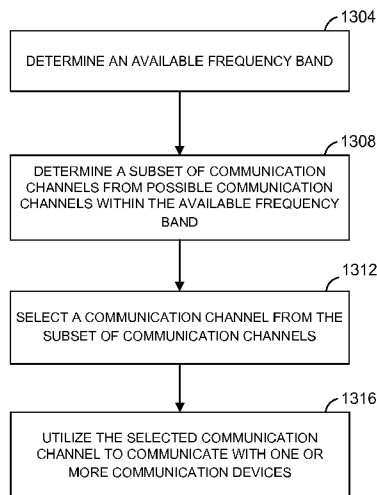 1304
DETERMINE AN AVAILABLE FREQUENCY BAND
1308
DETERMINE A SUBSET OF COMMUNICATION
CHANNELS FROM POSSIBLE COMMUNICATION
CHANNELS WITHIN THE AVAILABLE FREQUENCY
BAND
1312
SELECT A COMMUNICATION CHANNEL FROM THE
SUBSET OF COMMUNICATION CHANNELS
1316
UTILIZE THE SELECTED COMMUNICATION
CHANNEL TO COMMUNICATE WITH ONE OR
MORE COMMUNICATION DEVICES